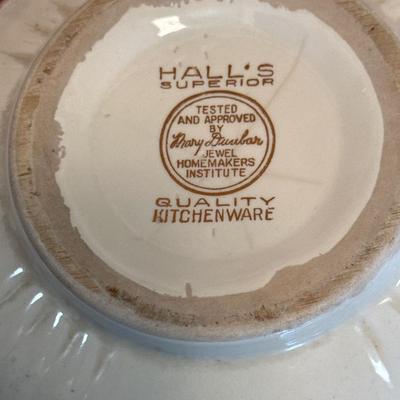 HALL'S
SUPERIOR
TESTED
AND APPROVED
BY
Mary Dunbar
JEWEL
HOMEMAKERS
INSTITUTE
QUALITY
KITCHENWARE